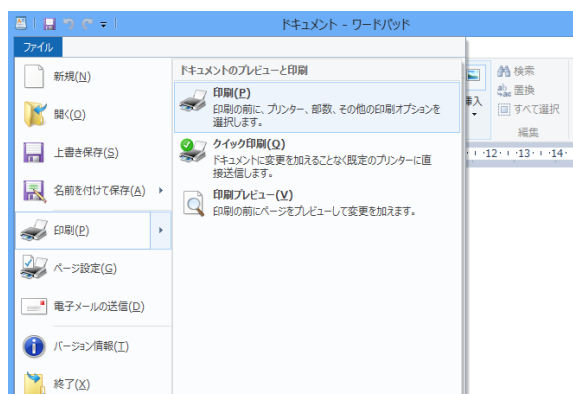 ドキュメント - ワードパッド
ファイル
新規(N)
開く(O)
上書き保存(S)
名前を付けて保存(A)
印刷(P)
ページ設定(G)
電子メールの送信(D)
バージョン情報(T)
終了(X)
ドキュメントのプレビューと印刷
印刷(P)
印刷の前に、プリンター、部数、その他の印刷オプションを
選択します。
クイック印刷(Q)
ドキュメントに変更を加えることなく既定のプリンターに直
接送信します。
印刷プレビュー(V)
印刷の前にページをプレビューして変更を加えます。
挿入
検索
置換
すべて選択
編集
12 13 14